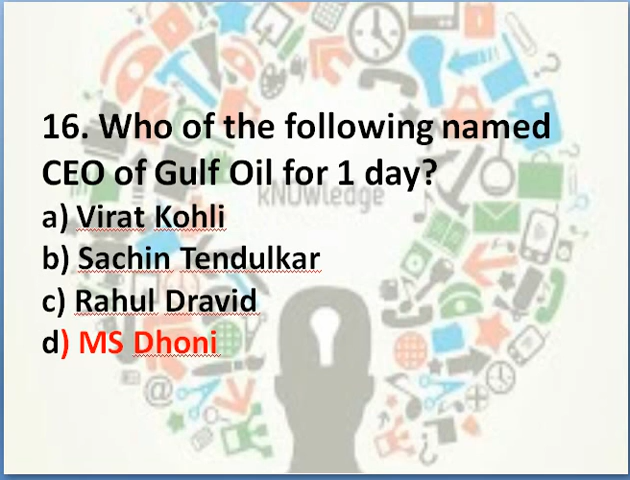 16. Who of the following named
CEO of Gulf Oil for 1 day?
kNOWledge
a) Virat Kohli
b) Sachin Tendulkar
c) Rahul Dravid
d) MS Dhoni